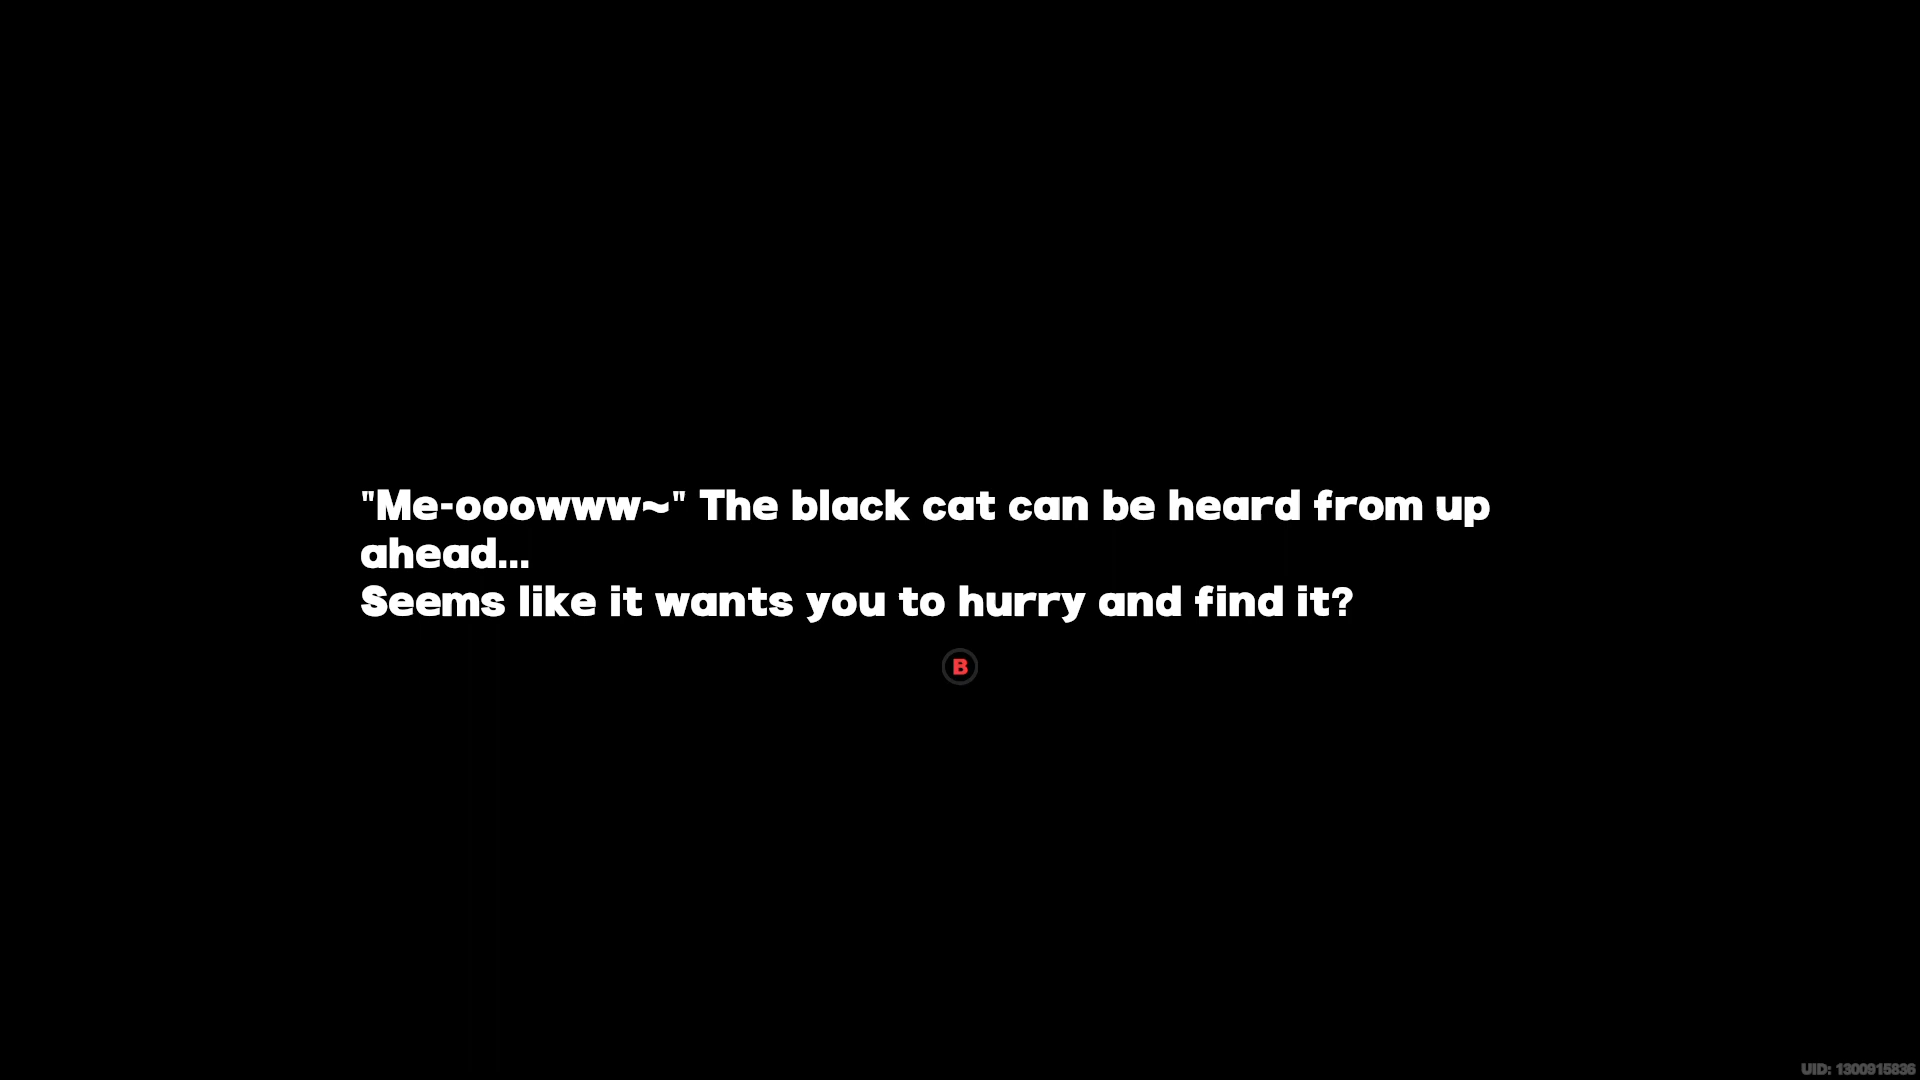 "Me-ooowww~" The black cat can be heard from up
ahead...
Seems like it wants you to hurry and find it?
B
UID: 1300915836